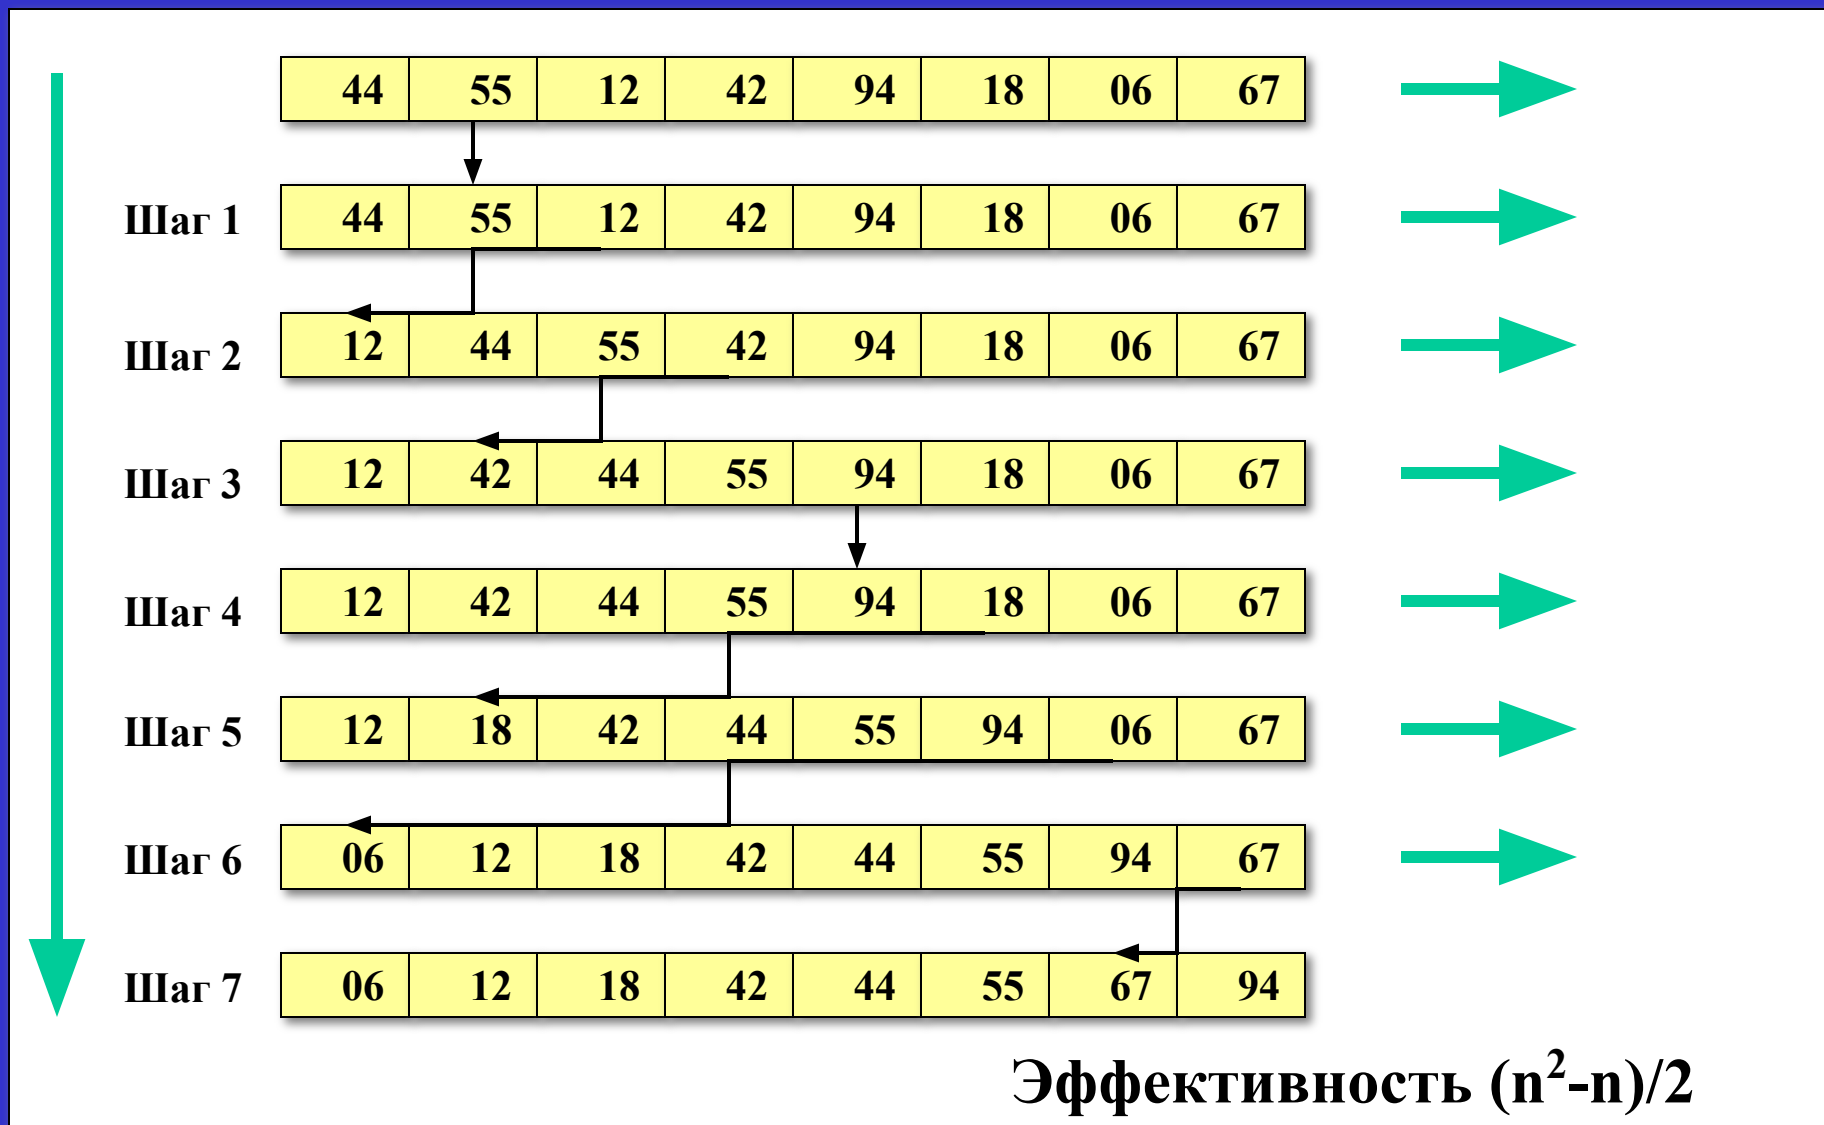 44 55 12 42 94 18 06 67
Шаг 1 44 55 12 42 94 18 06 67
Шаг 2 12 44 55 42 94 18 06 67
Шаг 3 12 42 44 55 94 18 06 67
Шаг 4 12 42 44 55 94 18 06 67
Шаг 5 12 18 42 44 55 94 06 67
Шаг 6 06 12 18 42 44 55 94 67
Шаг 7 06 12 18 42 44 55 67 94
Эффективность (n²-n)/2